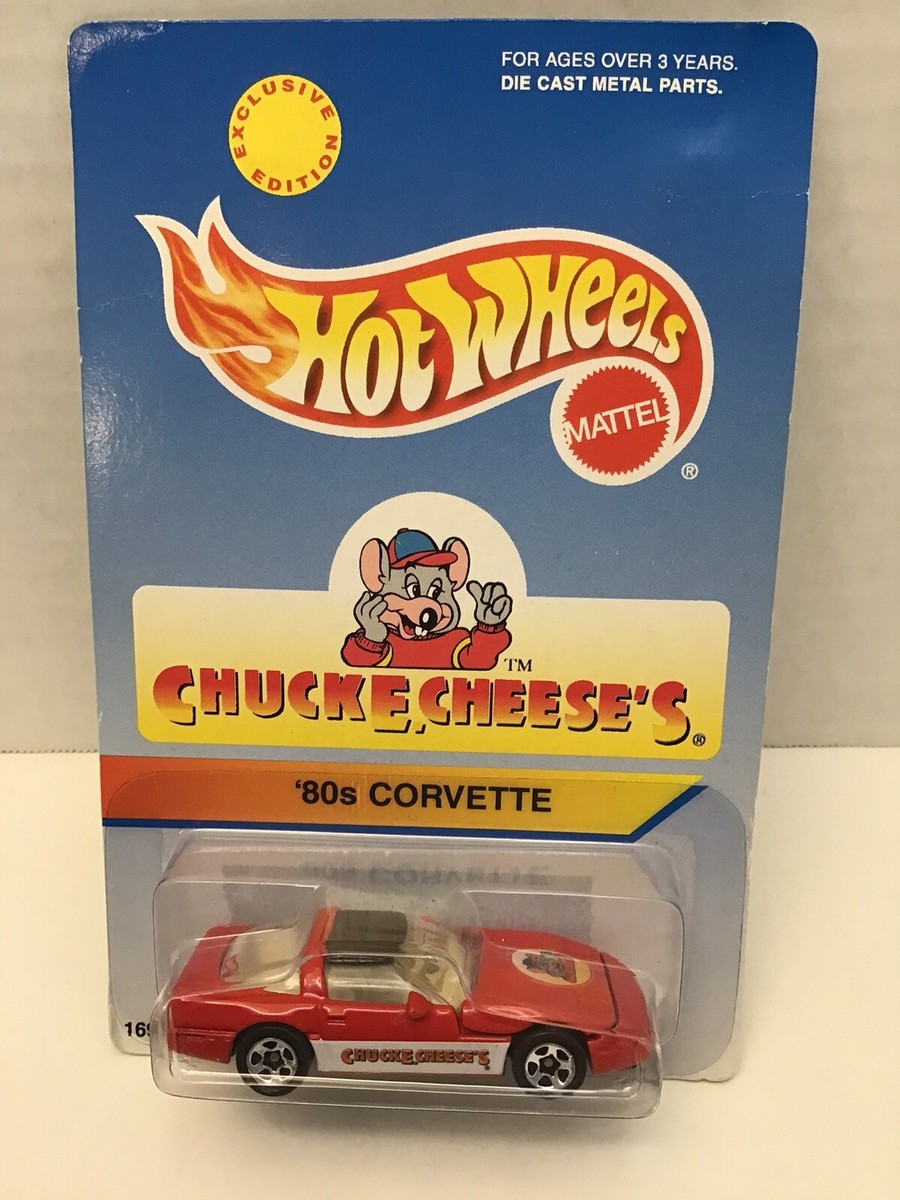 FOR AGES OVER 3 YEARS.
DIE CAST METAL PARTS.
EXCLUSIVE
EDITION
HOT WHEELS
MATTEL
®
TM
CHUCK E. CHEESE'S
®
'80s CORVETTE
CHUCK E. CHEESE'S